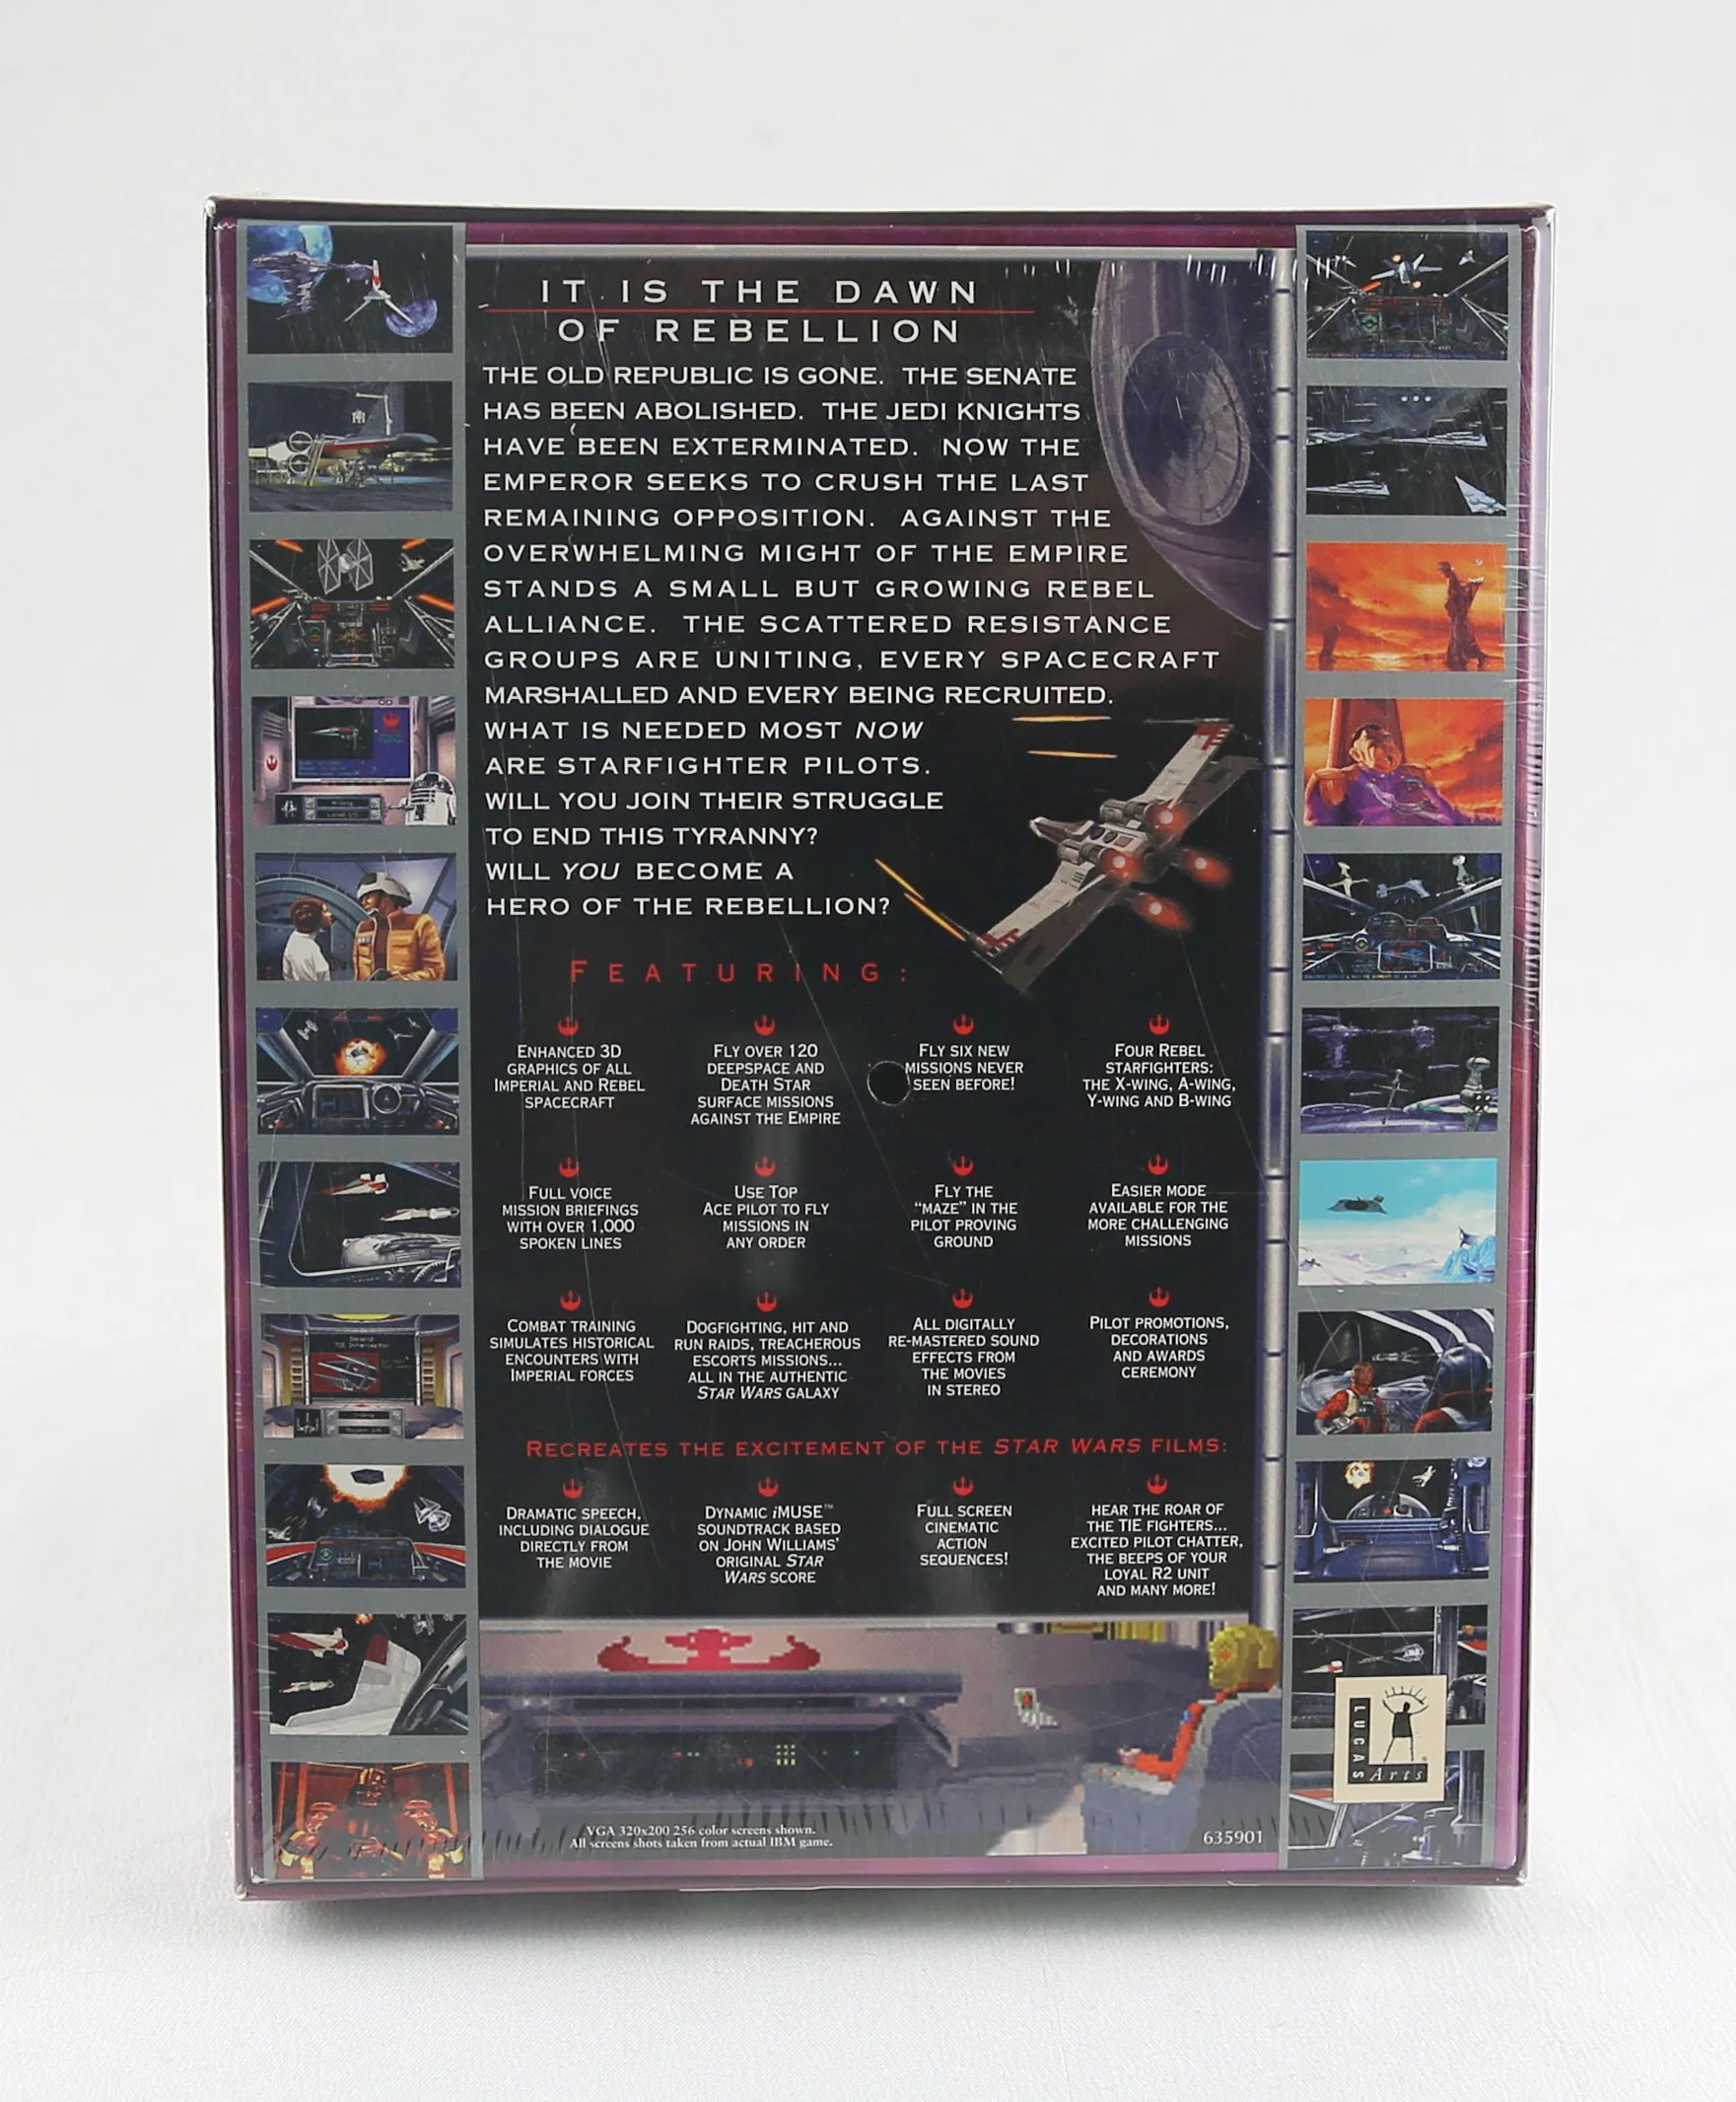 IT IS THE DAWN
OF REBELLION
THE OLD REPUBLIC IS GONE. THE SENATE
HAS BEEN ABOLISHED. THE JEDI KNIGHTS
HAVE BEEN EXTERMINATED. NOW THE
EMPEROR SEEKS TO CRUSH THE LAST
REMAINING OPPOSITION. AGAINST THE
OVERWHELMING MIGHT OF THE EMPIRE
STANDS A SMALL BUT GROWING REBEL
ALLIANCE. THE SCATTERED RESISTANCE
GROUPS ARE UNITING, EVERY SPACECRAFT
MARSHALLED AND EVERY BEING RECRUITED.
WHAT IS NEEDED MOST NOW
ARE STARFIGHTER PILOTS.
WILL YOU JOIN THEIR STRUGGLE
TO END THIS TYRANNY?
WILL YOU BECOME A
HERO OF THE REBELLION?
FEATURING:
ENHANCED 3D
GRAPHICS OF ALL
IMPERIAL AND REBEL
SPACECRAFT
FLY OVER 120
DEEPSPACE AND
DEATH STAR
SURFACE MISSIONS
AGAINST THE EMPIRE
FLY SIX NEW
MISSIONS NEVER
SEEN BEFORE!
FOUR REBEL
STARFIGHTERS:
THE X-WING, A-WING,
Y-WING AND B-WING
FULL VOICE
MISSION BRIEFINGS
WITH OVER 1,000
SPOKEN LINES
USE TOP
ACE PILOT TO FLY
MISSIONS IN
ANY ORDER
FLY THE
"MAZE" IN THE
PILOT PROVING
GROUND
EASIER MODE
AVAILABLE FOR THE
MORE CHALLENGING
MISSIONS
COMBAT TRAINING
SIMULATES HISTORICAL
ENCOUNTERS WITH
IMPERIAL FORCES
DOGFIGHTING, HIT AND
RUN RAIDS, TREACHEROUS
ESCORTS MISSIONS...
ALL IN THE AUTHENTIC
STAR WARS GALAXY
ALL DIGITALLY
RE-MASTERED SOUND
EFFECTS FROM
THE MOVIES
IN STEREO
PILOT PROMOTIONS,
DECORATIONS
AND AWARDS
CEREMONY
RECREATES THE EXCITEMENT OF THE STAR WARS FILMS:
DRAMATIC SPEECH,
INCLUDING DIALOGUE
DIRECTLY FROM
THE MOVIE
DYNAMIC iMUSE™
SOUNDTRACK BASED
ON JOHN WILLIAMS'
ORIGINAL STAR
WARS SCORE
FULL SCREEN
CINEMATIC
ACTION
SEQUENCES!
HEAR THE ROAR OF
THE TIE FIGHTERS...
EXCITED PILOT CHATTER,
THE BEEPS OF YOUR
LOYAL R2 UNIT
AND MANY MORE!
VGA 320x200 256 color screens shown.
All screens shots taken from actual IBM game.
635901
LUCAS
Arts